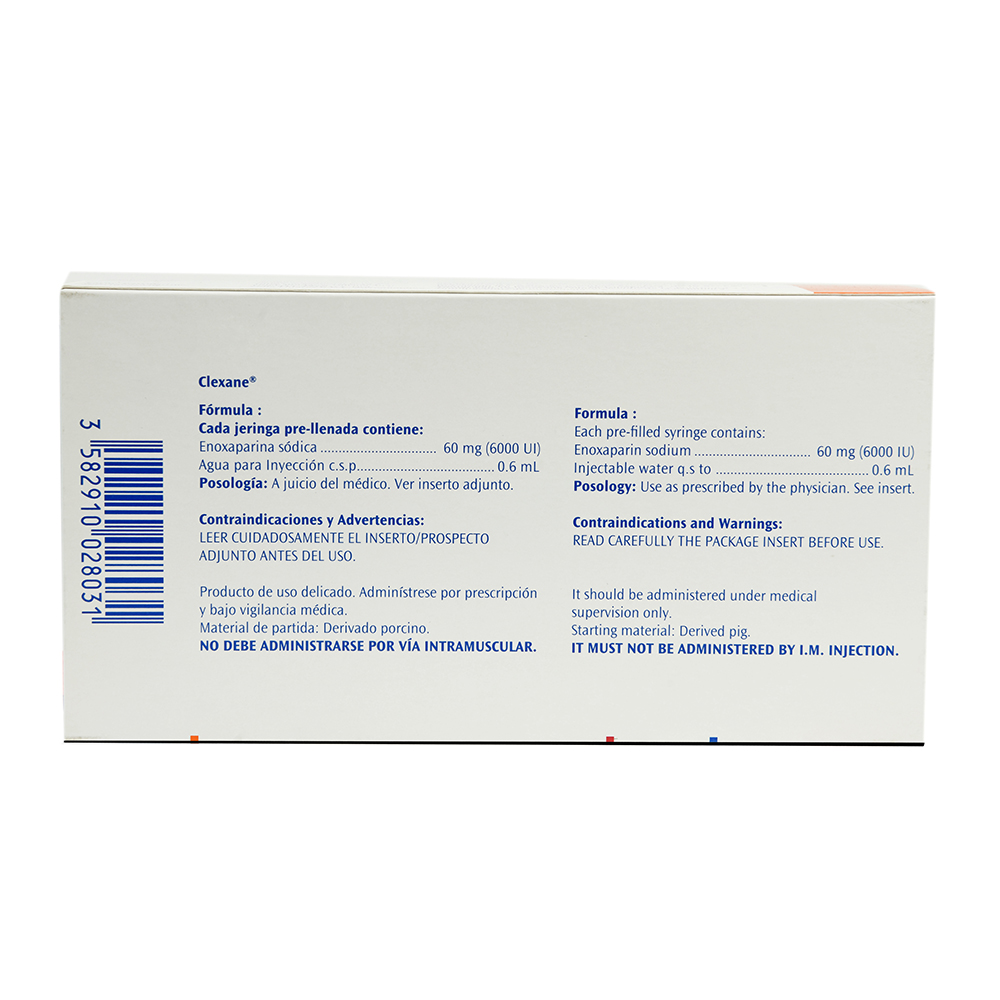 Clexane®
Fórmula :
Cada jeringa pre-llenada contiene:
Enoxaparina sódica ............................... 60 mg (6000 UI)
Agua para Inyección c.s.p.................................... 0.6 mL
Posología: A juicio del médico. Ver inserto adjunto.
Contraindicaciones y Advertencias:
LEER CUIDADOSAMENTE EL INSERTO/PROSPECTO
ADJUNTO ANTES DEL USO.
Producto de uso delicado. Adminístrese por prescripción
y bajo vigilancia médica.
Material de partida: Derivado porcino.
NO DEBE ADMINISTRARSE POR VÍA INTRAMUSCULAR.
Formula :
Each pre-filled syringe contains:
Enoxaparin sodium ............................... 60 mg (6000 IU)
Injectable water q.s to ........................................ 0.6 mL
Posology: Use as prescribed by the physician. See insert.
Contraindications and Warnings:
READ CAREFULLY THE PACKAGE INSERT BEFORE USE.
It should be administered under medical
supervision only.
Starting material: Derived pig.
IT MUST NOT BE ADMINISTERED BY I.M. INJECTION.
3 582910 028031